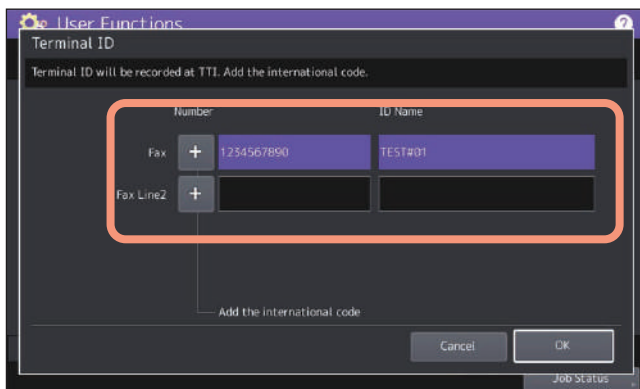 User Functions ?
Terminal ID
Terminal ID will be recorded at TTI. Add the international code.
Number ID Name
Fax + 1234567890 TEST#01
Fax Line2 +
Add the international code
Cancel OK
Job Status